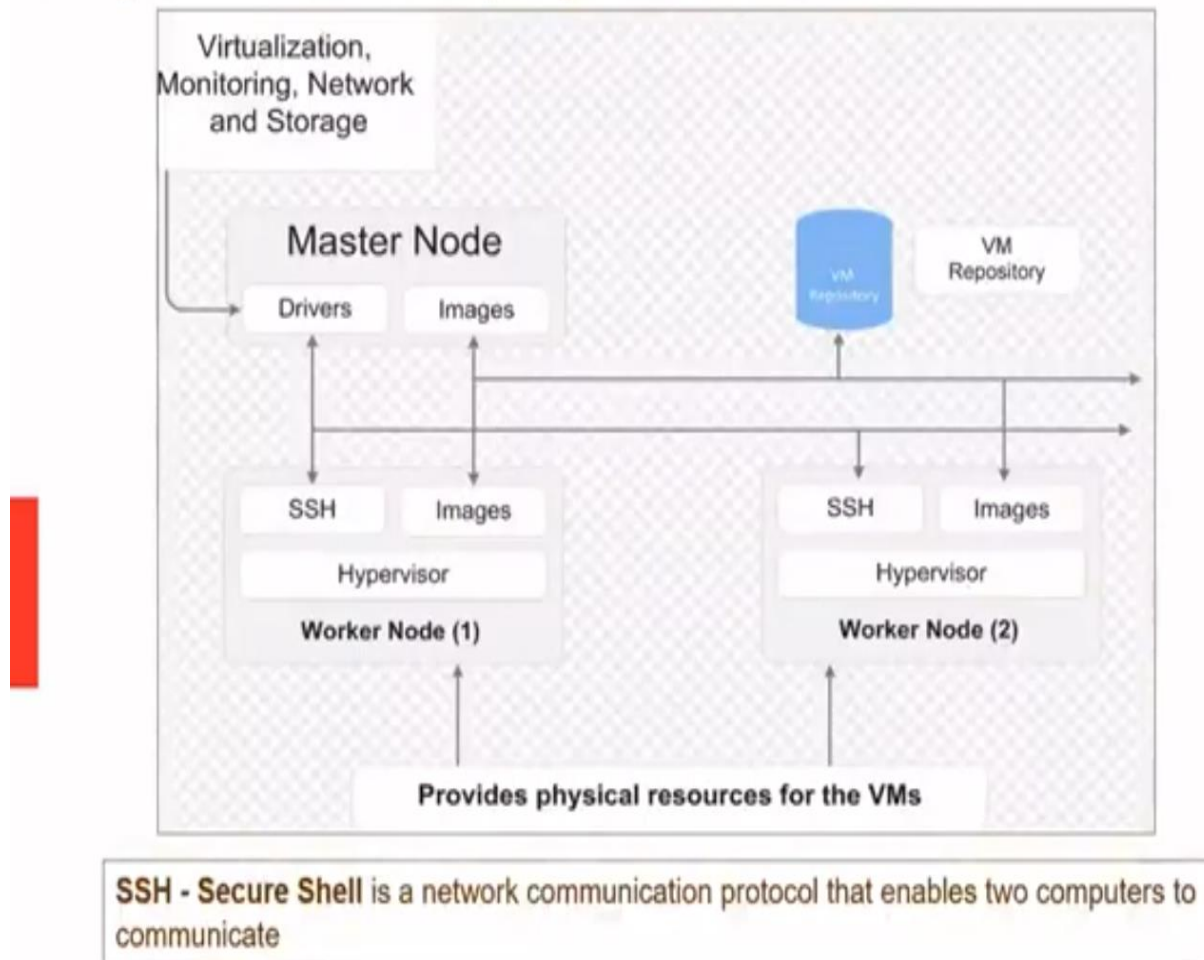 Virtualization,
Monitoring, Network
and Storage
Master Node
Drivers
Images
VM
Repository
VM
Repository
SSH
Images
Hypervisor
Worker Node (1)
SSH
Images
Hypervisor
Worker Node (2)
Provides physical resources for the VMs
SSH - Secure Shell is a network communication protocol that enables two computers to
communicate